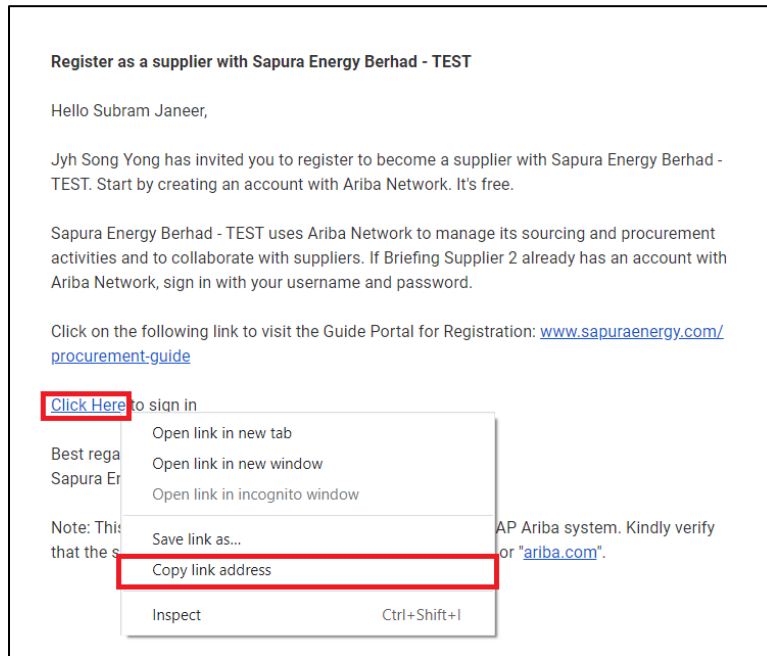 Register as a supplier with Sapura Energy Berhad - TEST
Hello Subram Janeer,
Jyh Song Yong has invited you to register to become a supplier with Sapura Energy Berhad -
TEST. Start by creating an account with Ariba Network. It's free.
Sapura Energy Berhad - TEST uses Ariba Network to manage its sourcing and procurement
activities and to collaborate with suppliers. If Briefing Supplier 2 already has an account with
Ariba Network, sign in with your username and password.
Click on the following link to visit the Guide Portal for Registration: www.sapuraenergy.com/
procurement-guide
Click Here to sign in
Open link in new tab
Best rega
Open link in new window
Sapura Er
Open link in incognito window
Note: This
AP Ariba system. Kindly verify
Save link as...
that the s
or "ariba.com".
Copy link address
Inspect Ctrl+Shift+I